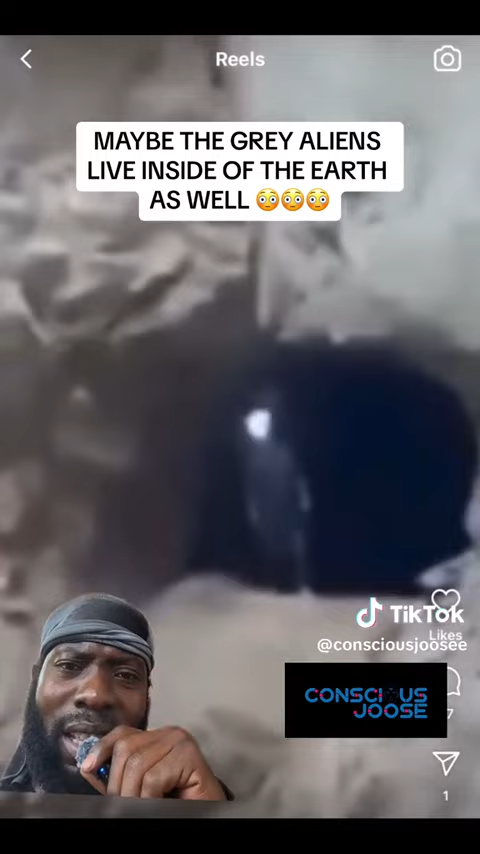 Reels
MAYBE THE GREY ALIENS
LIVE INSIDE OF THE EARTH
AS WELL 😳😳😳
TikTok
Likes
@consciousjoosee
CONSCIOUS
JOOSE
7
1